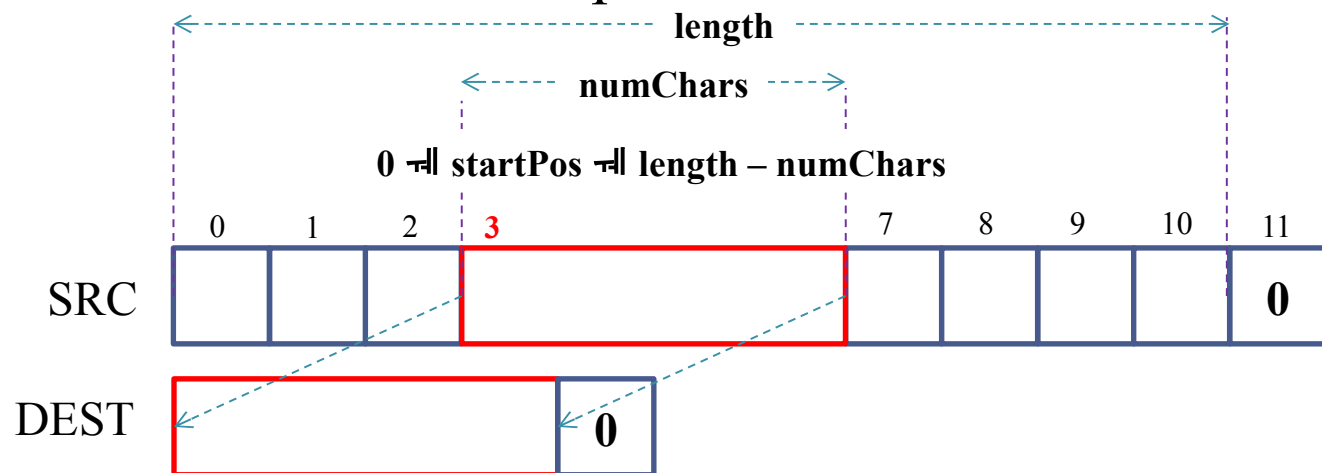 length
numChars
0 ⫤ startPos ⫤ length – numChars
0 1 2 3 7 8 9 10 11
SRC 0
DEST 0